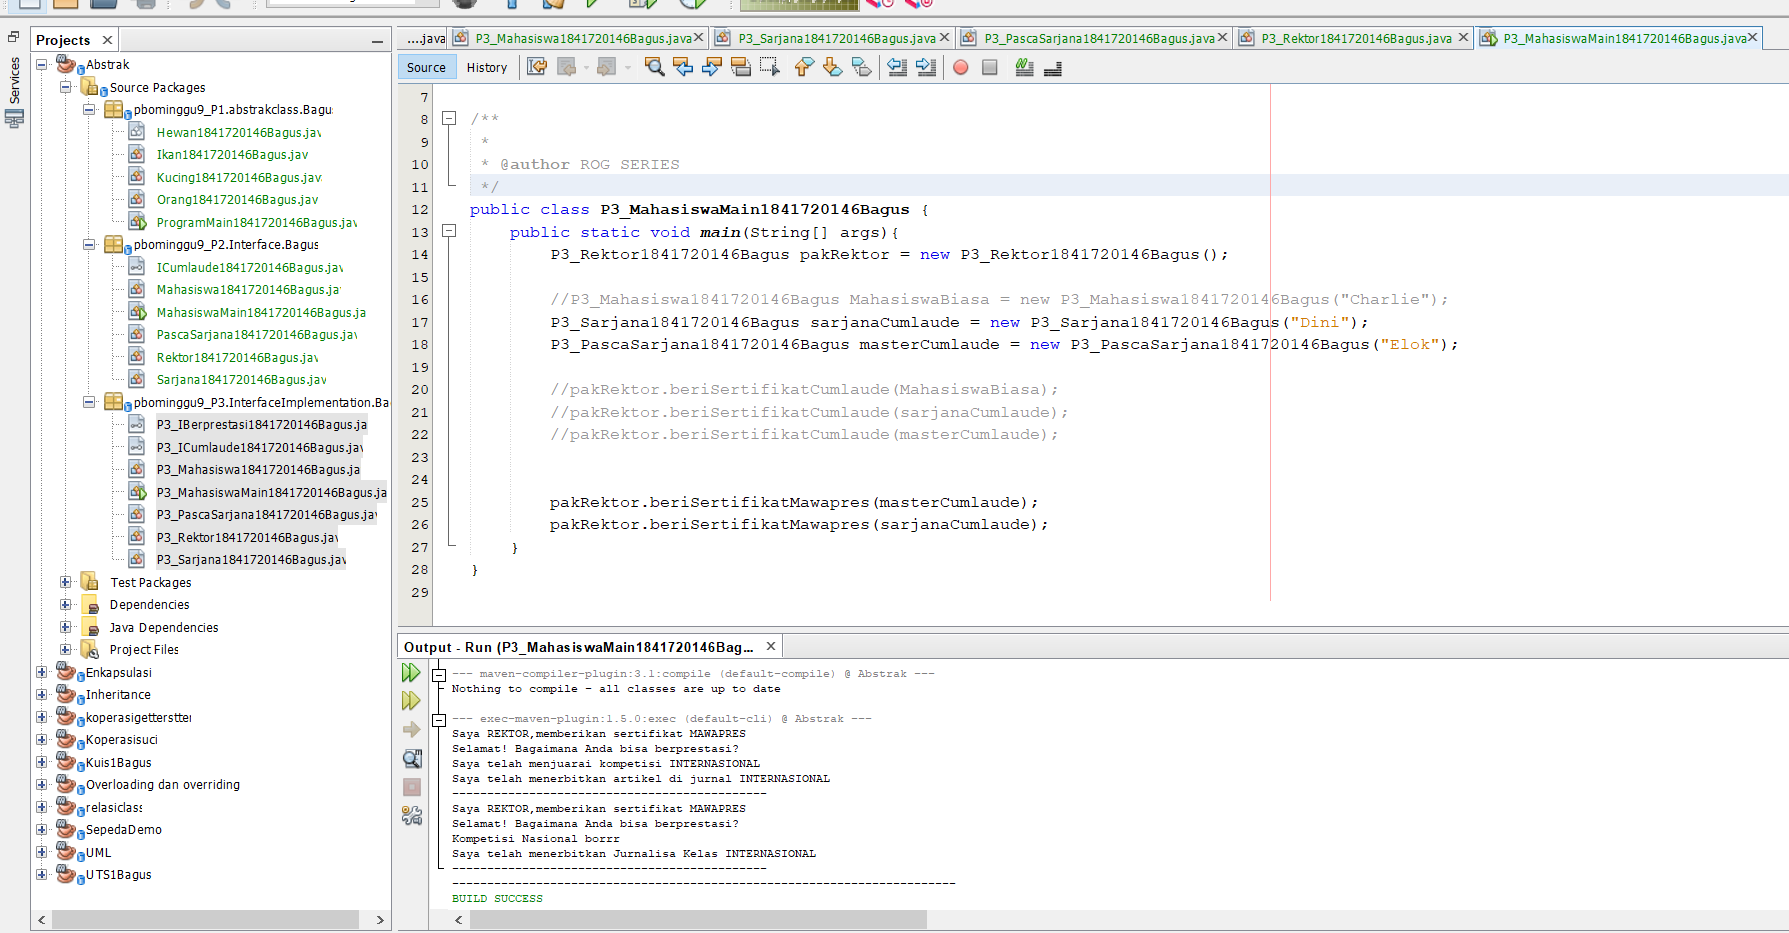 Projects
Services
Abstrak
Source Packages
pbominggu9_P1.abstrakclass.Bagu
Hewan1841720146Bagus.jav
Ikan1841720146Bagus.jav
Kucing1841720146Bagus.jav
Orang1841720146Bagus.jav
ProgramMain1841720146Bagus.jav
pbominggu9_P2.Interface.Bagus
ICumlaude1841720146Bagus.jav
Mahasiswa1841720146Bagus.ja
MahasiswaMain1841720146Bagus.ja
PascaSarjana1841720146Bagus.jav
Rektor1841720146Bagus.jav
Sarjana1841720146Bagus.jav
pbominggu9_P3.InterfaceImplementation.Ba
P3_IBerprestasi1841720146Bagus.ja
P3_ICumlaude1841720146Bagus.jav
P3_Mahasiswa1841720146Bagus.ja
P3_MahasiswaMain1841720146Bagus.ja
P3_PascaSarjana1841720146Bagus.jav
P3_Rektor1841720146Bagus.jav
P3_Sarjana1841720146Bagus.jav
Test Packages
Dependencies
Java Dependencies
Project Files
Enkapsulasi
Inheritance
koperasigetterstter
Koperasisuci
Kuis1Bagus
Overloading dan overriding
relasiclass
SepedaDemo
UML
UTS1Bagus
....java P3_Mahasiswa1841720146Bagus.java P3_Sarjana1841720146Bagus.java P3_PascaSarjana1841720146Bagus.java P3_Rektor1841720146Bagus.java P3_MahasiswaMain1841720146Bagus.java
Source History
7
8 /**
9 *
10 * @author ROG SERIES
11 */
12 public class P3_MahasiswaMain1841720146Bagus {
13 public static void main(String[] args){
14 P3_Rektor1841720146Bagus pakRektor = new P3_Rektor1841720146Bagus();
15
16 //P3_Mahasiswa1841720146Bagus MahasiswaBiasa = new P3_Mahasiswa1841720146Bagus("Charlie");
17 P3_Sarjana1841720146Bagus sarjanaCumlaude = new P3_Sarjana1841720146Bagus("Dini");
18 P3_PascaSarjana1841720146Bagus masterCumlaude = new P3_PascaSarjana1841720146Bagus("Elok");
19
20 //pakRektor.beriSertifikatCumlaude(MahasiswaBiasa);
21 //pakRektor.beriSertifikatCumlaude(sarjanaCumlaude);
22 //pakRektor.beriSertifikatCumlaude(masterCumlaude);
23
24
25 pakRektor.beriSertifikatMawapres(masterCumlaude);
26 pakRektor.beriSertifikatMawapres(sarjanaCumlaude);
27 }
28 }
29
Output - Run (P3_MahasiswaMain1841720146Bag...
--- maven-compiler-plugin:3.1:compile (default-compile) @ Abstrak ---
Nothing to compile - all classes are up to date
--- exec-maven-plugin:1.5.0:exec (default-cli) @ Abstrak ---
Saya REKTOR,memberikan sertifikat MAWAPRES
Selamat! Bagaimana Anda bisa berprestasi?
Saya telah menjuarai kompetisi INTERNASIONAL
Saya telah menerbitkan artikel di jurnal INTERNASIONAL
---------------------------------------------
Saya REKTOR,memberikan sertifikat MAWAPRES
Selamat! Bagaimana Anda bisa berprestasi?
Kompetisi Nasional borrr
Saya telah menerbitkan Jurnalisa Kelas INTERNASIONAL
---------------------------------------------
------------------------------------------------------------------------
BUILD SUCCESS